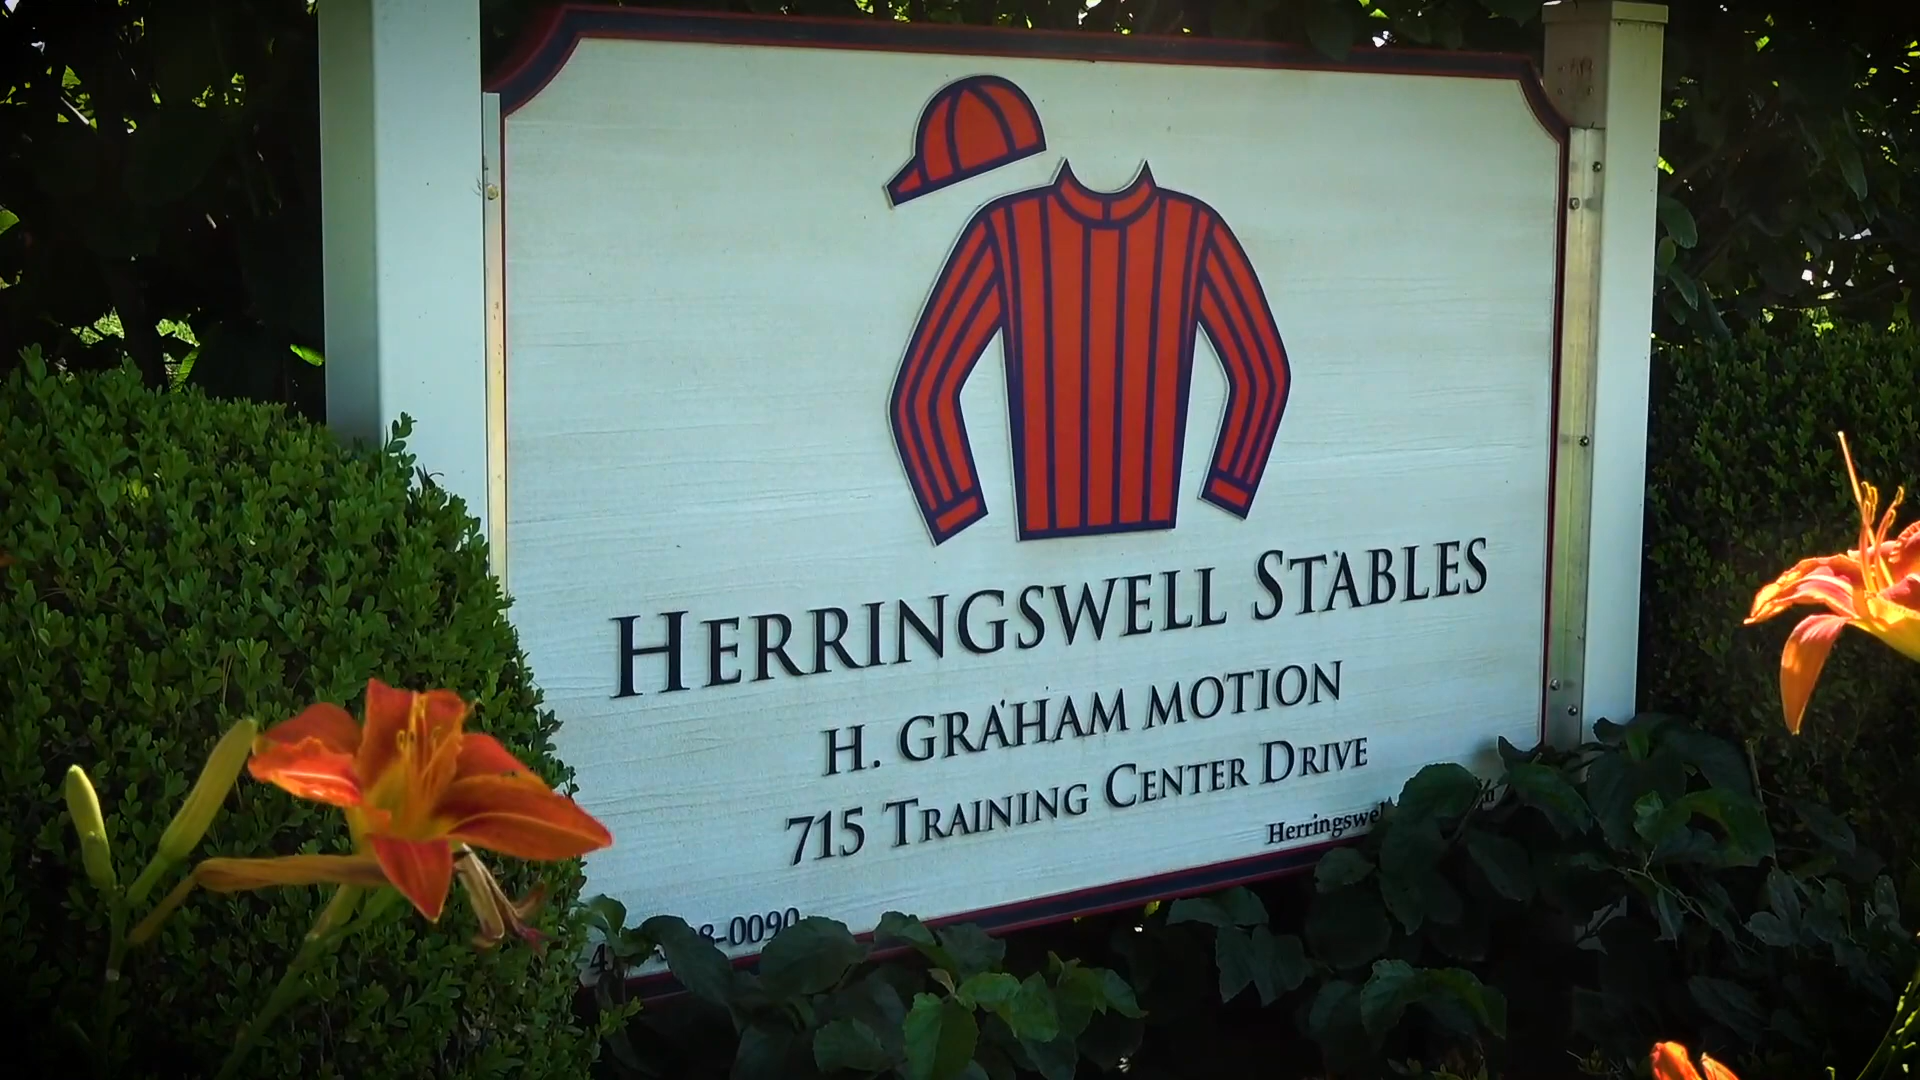 HERRINGSWELL STABLES
H. GRAHAM MOTION
715 TRAINING CENTER DRIVE